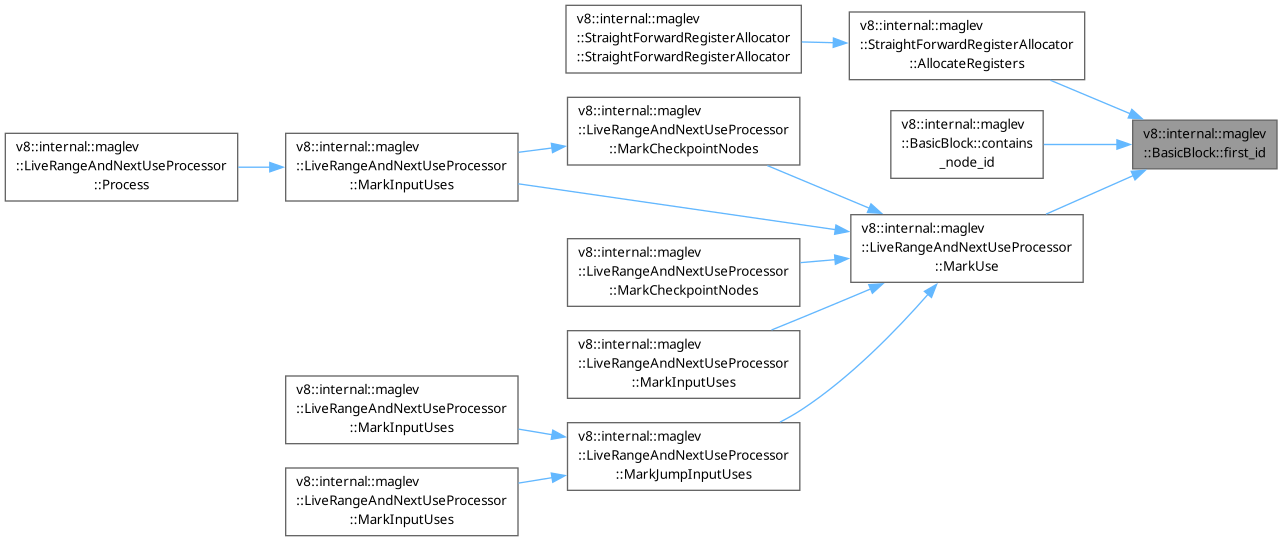 v8::internal::maglev
::StraightForwardRegisterAllocator
::StraightForwardRegisterAllocator
v8::internal::maglev
::StraightForwardRegisterAllocator
::AllocateRegisters
v8::internal::maglev
::LiveRangeAndNextUseProcessor
::MarkCheckpointNodes
v8::internal::maglev
::BasicBlock::contains
_node_id
v8::internal::maglev
::BasicBlock::first_id
v8::internal::maglev
::LiveRangeAndNextUseProcessor
::Process
v8::internal::maglev
::LiveRangeAndNextUseProcessor
::MarkInputUses
v8::internal::maglev
::LiveRangeAndNextUseProcessor
::MarkUse
v8::internal::maglev
::LiveRangeAndNextUseProcessor
::MarkCheckpointNodes
v8::internal::maglev
::LiveRangeAndNextUseProcessor
::MarkInputUses
v8::internal::maglev
::LiveRangeAndNextUseProcessor
::MarkInputUses
v8::internal::maglev
::LiveRangeAndNextUseProcessor
::MarkJumpInputUses
v8::internal::maglev
::LiveRangeAndNextUseProcessor
::MarkInputUses